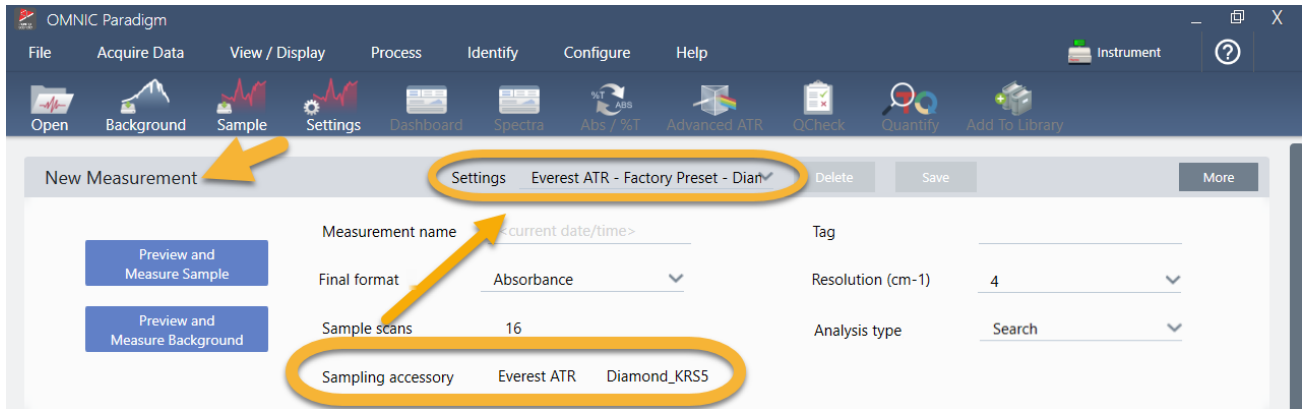 OMNIC Paradigm
File Acquire Data View / Display Process Identify Configure Help Instrument
%T ABS
Open Background Sample Settings Dashboard Spectra Abs / %T Advanced ATR QCheck Quantify Add To Library
New Measurement Settings Everest ATR - Factory Preset - Diar Delete Save More
Measurement name <current date/time> Tag
Preview and
Measure Sample
Final format Absorbance Resolution (cm-1) 4
Preview and
Measure Background
Sample scans 16 Analysis type Search
Sampling accessory Everest ATR Diamond_KRS5